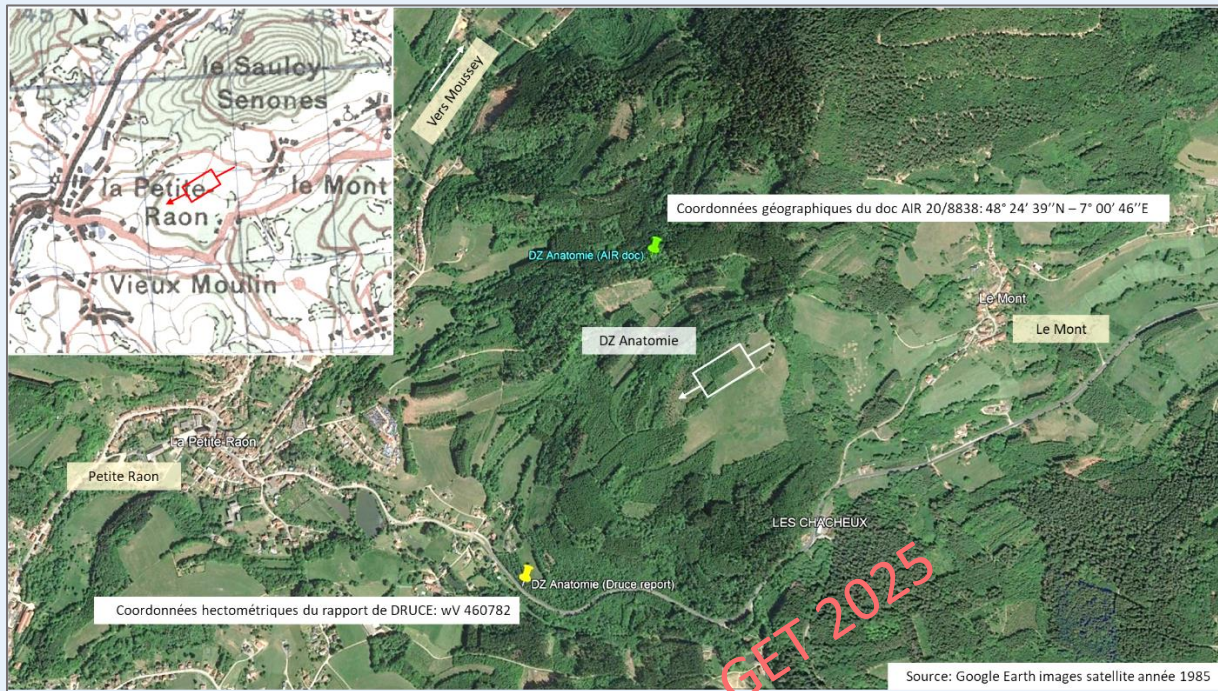 45
46
48
le Saulcy
Senones
la Petite-
Raon
le Mont
Vieux Moulin
Vers Moussey
Coordonnées géographiques du doc AIR 20/8838: 48° 24’ 39’’N – 7° 00’ 46’’E
DZ Anatomie (AIR doc)
Le Mont
Le Mont
DZ Anatomie
La Petite-Raon
Petite Raon
LES CHACHEUX
DZ Anatomie (Druce report)
Coordonnées hectométriques du rapport de DRUCE: wV 460782
GET 2025
Source: Google Earth images satellite année 1985